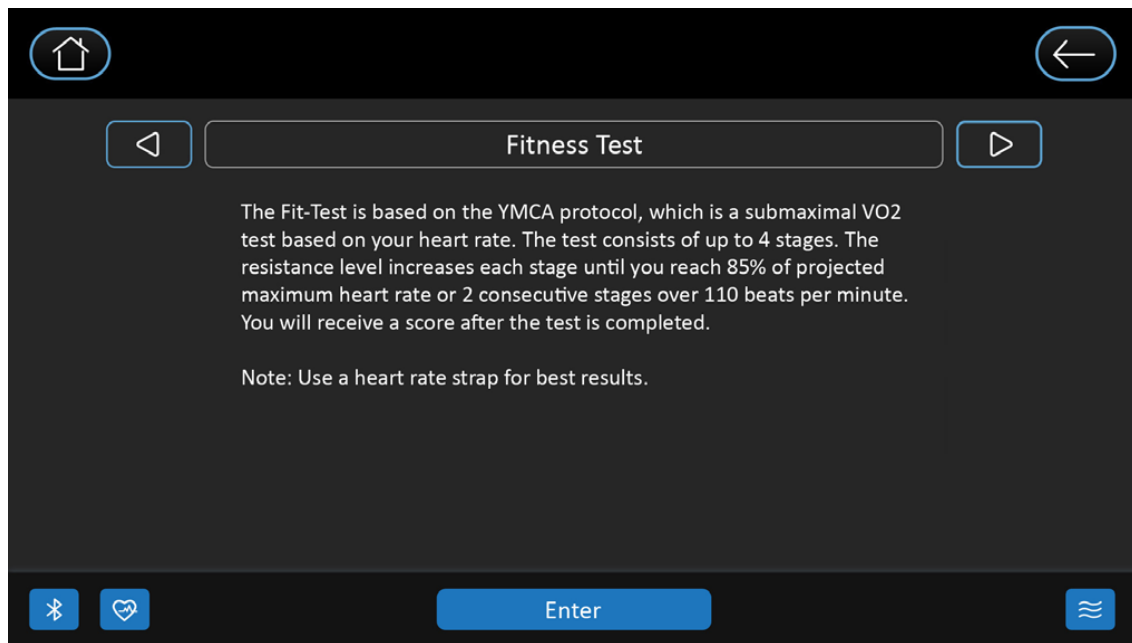 Fitness Test
The Fit-Test is based on the YMCA protocol, which is a submaximal VO2
test based on your heart rate. The test consists of up to 4 stages. The
resistance level increases each stage until you reach 85% of projected
maximum heart rate or 2 consecutive stages over 110 beats per minute.
You will receive a score after the test is completed.
Note: Use a heart rate strap for best results.
Enter